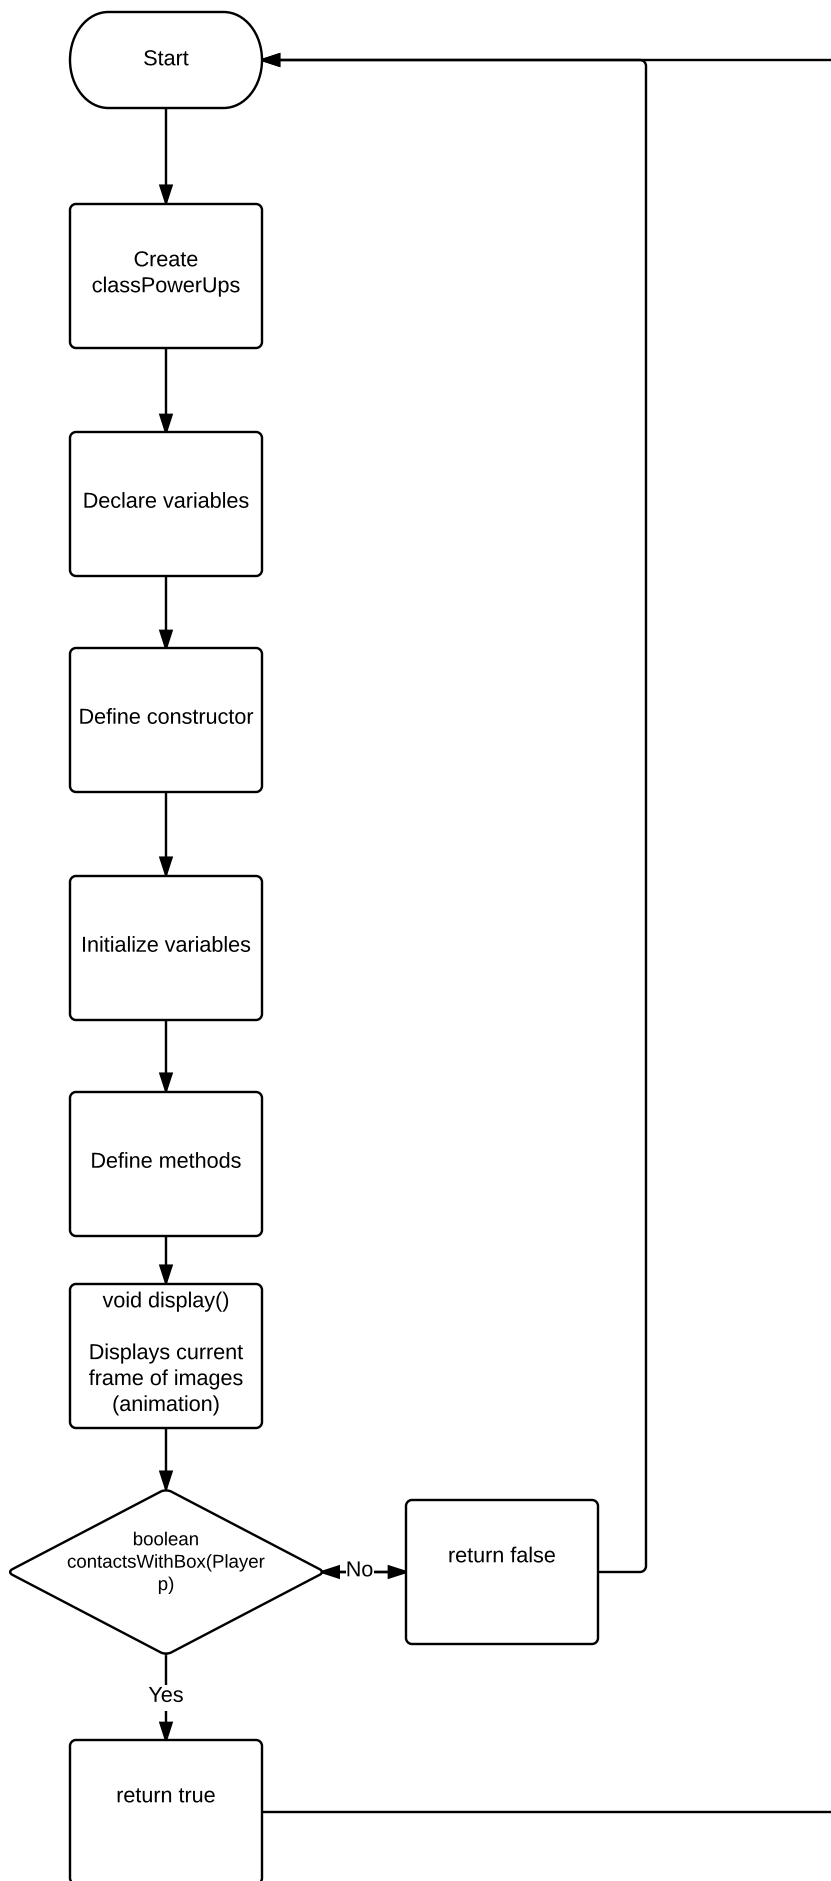 Start
Create
classPowerUps
Declare variables
Define constructor
Initialize variables
Define methods
void display()
Displays current
frame of images
(animation)
boolean
contactsWithBox(Player
p)
No
return false
Yes
return true